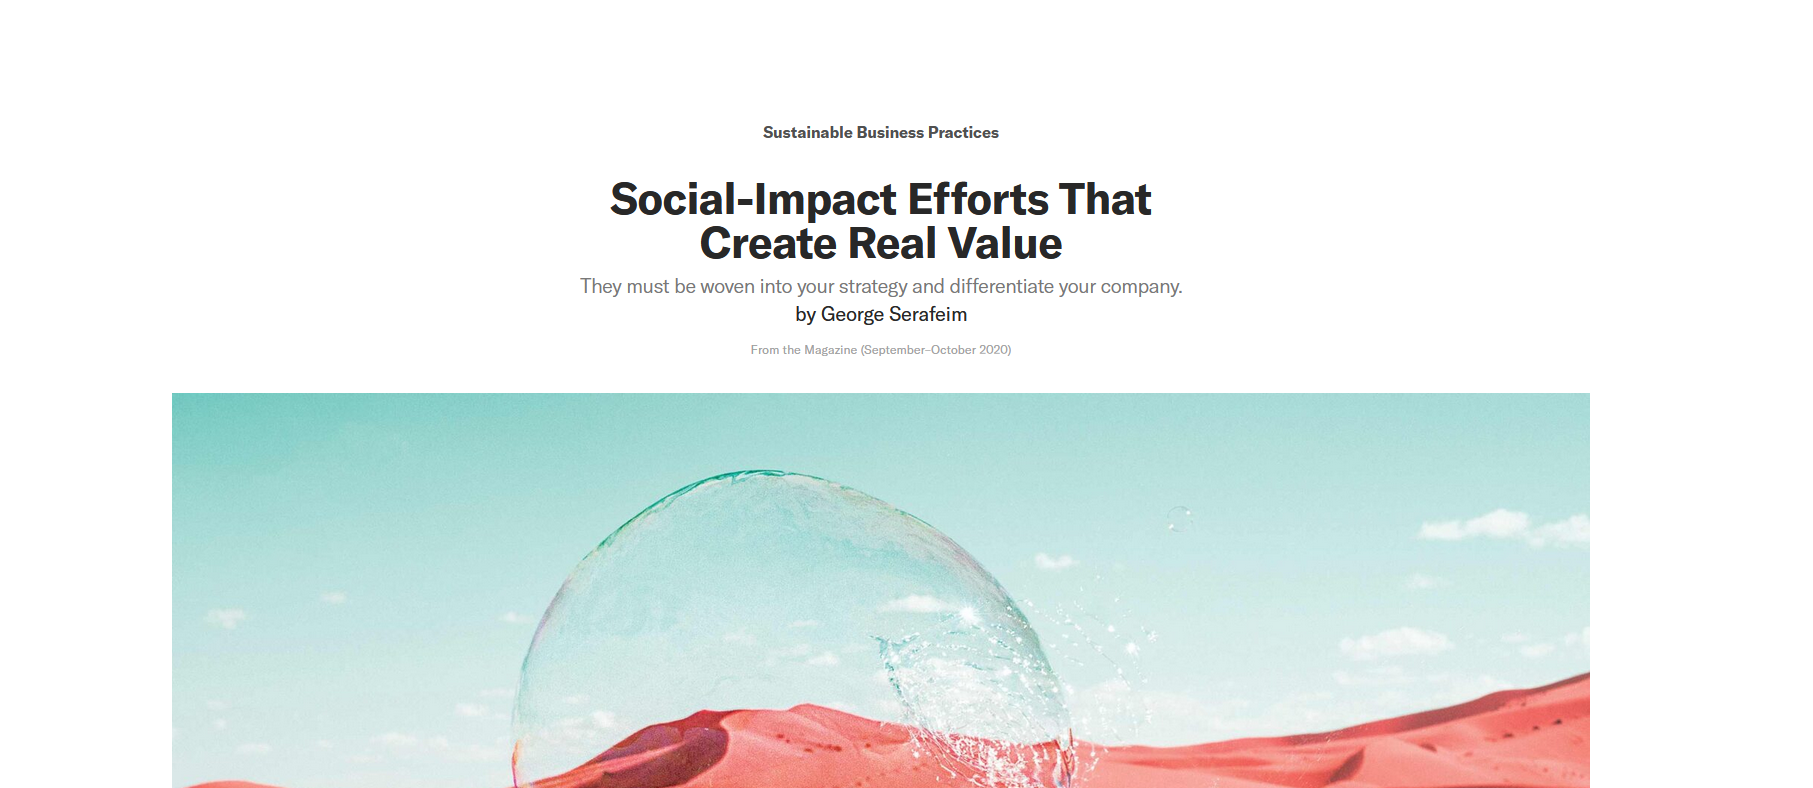 Sustainable Business Practices
Social-Impact Efforts That
Create Real Value
They must be woven into your strategy and differentiate your company.
by George Serafeim
From the Magazine (September–October 2020)